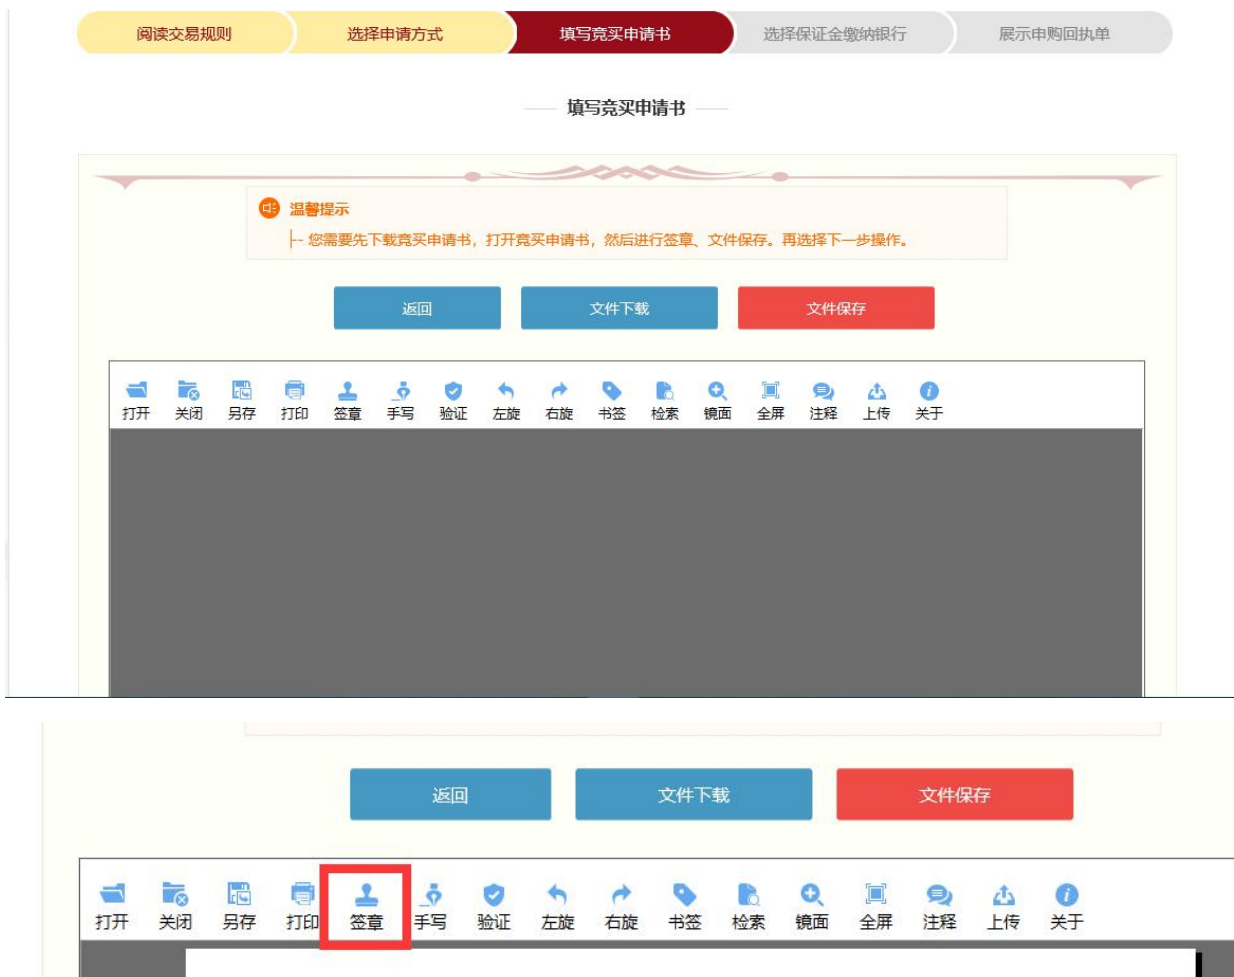 阅读交易规则 选择申请方式 填写竞买申请书 选择保证金缴纳银行 展示申购回执单
填写竞买申请书
温馨提示
|-- 您需要先下载竞买申请书，打开竞买申请书，然后进行签章、文件保存。再选择下一步操作。
返回 文件下载 文件保存
打开 关闭 另存 打印 签章 手写 验证 左旋 右旋 书签 检素 镜面 全屏 注释 上传 关于
返回 文件下载 文件保存
打开 关闭 另存 打印 签章 手写 验证 左旋 右旋 书签 检素 镜面 全屏 注释 上传 关于